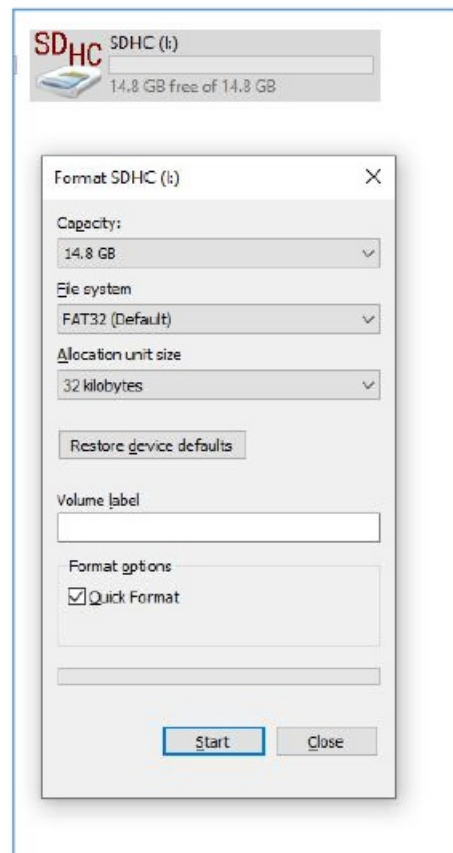 SDHC SDHC (I:)
14.8 GB free of 14.8 GB
Format SDHC (I:)
Capacity:
14.8 GB
File system
FAT32 (Default)
Allocation unit size
32 kilobytes
Restore device defaults
Volume label
Format options
Quick Format
Start Close